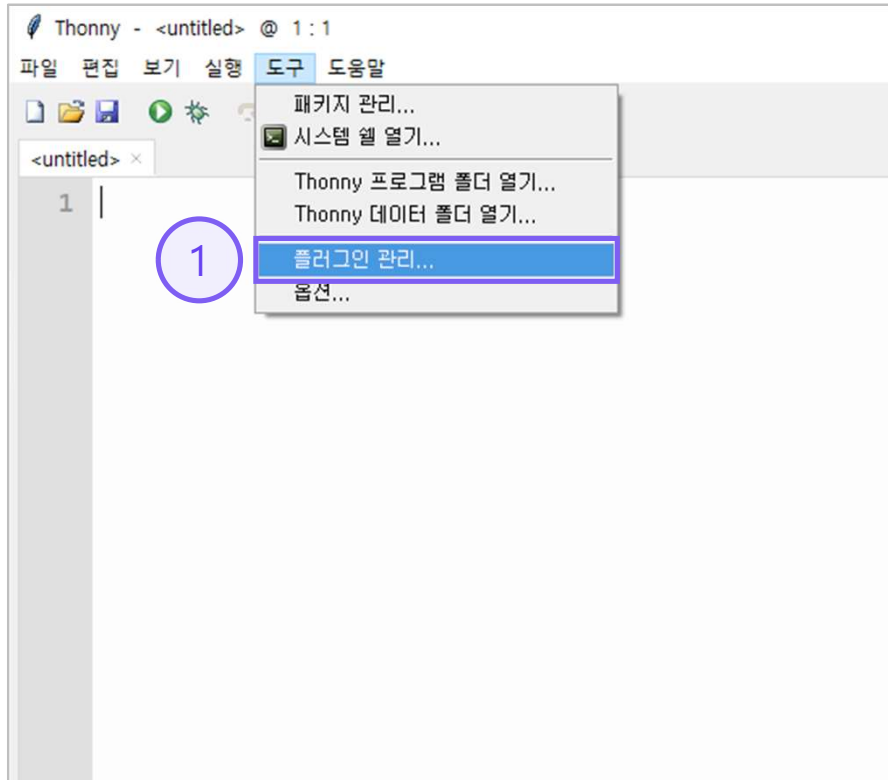 Thonny - <untitled> @ 1 : 1
파일 편집 보기 실행 도구 도움말
패키지 관리...
시스템 쉘 열기...
<untitled> ×
Thonny 프로그램 폴더 열기...
1
Thonny 데이터 폴더 열기...
1
플러그인 관리...
옵션...